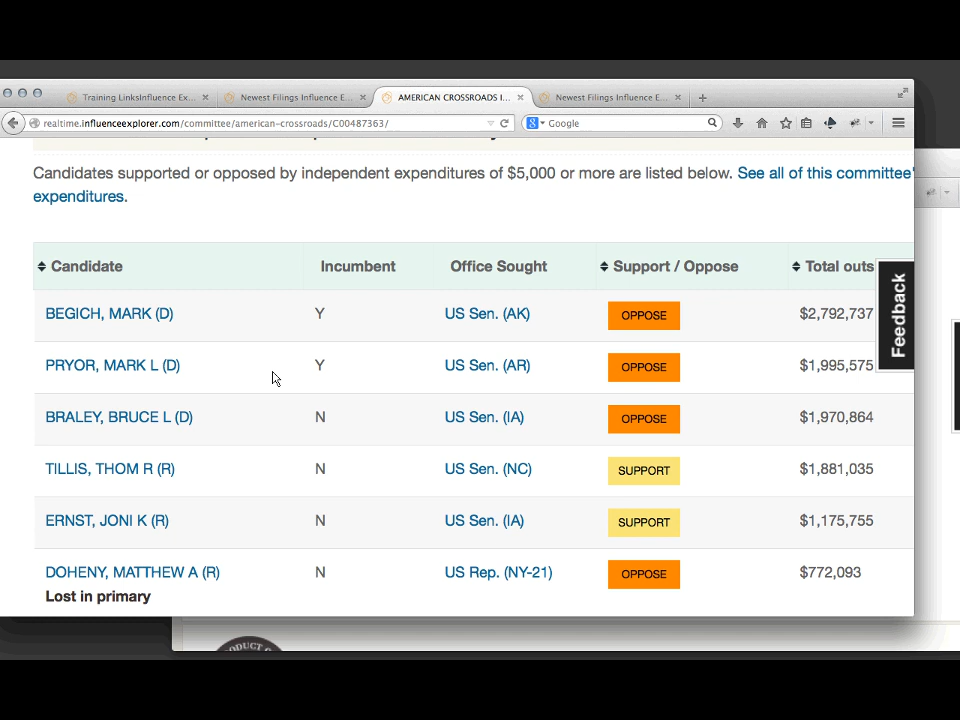 Training LinksInfluence Ex...
Newest Filings Influence E...
AMERICAN CROSSROADS I...
Newest Filings Influence E...
realtime.influenceexplorer.com/committee/american-crossroads/C00487363/
Google
Candidates supported or opposed by independent expenditures of $5,000 or more are listed below. See all of this committee'
expenditures.
Candidate Incumbent Office Sought Support / Oppose Total outs
BEGICH, MARK (D) Y US Sen. (AK) OPPOSE $2,792,737
PRYOR, MARK L (D) Y US Sen. (AR) OPPOSE $1,995,575
BRALEY, BRUCE L (D) N US Sen. (IA) OPPOSE $1,970,864
TILLIS, THOM R (R) N US Sen. (NC) SUPPORT $1,881,035
ERNST, JONI K (R) N US Sen. (IA) SUPPORT $1,175,755
DOHENY, MATTHEW A (R) N US Rep. (NY-21) OPPOSE $772,093
Lost in primary
Feedback